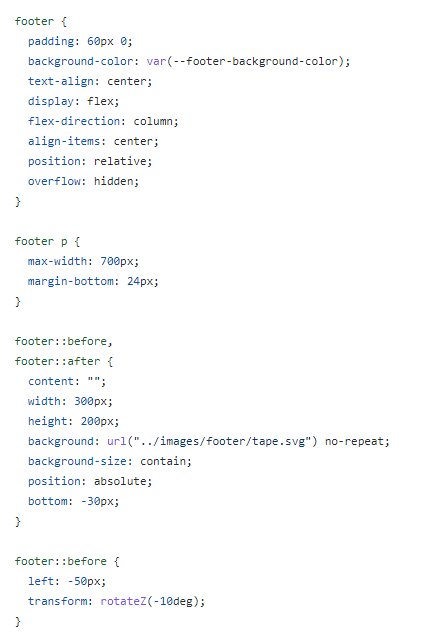 footer {
  padding: 60px 0;
  background-color: var(--footer-background-color);
  text-align: center;
  display: flex;
  flex-direction: column;
  align-items: center;
  position: relative;
  overflow: hidden;
}

footer p {
  max-width: 700px;
  margin-bottom: 24px;
}

footer::before,
footer::after {
  content: "";
  width: 300px;
  height: 200px;
  background: url("../images/footer/tape.svg") no-repeat;
  background-size: contain;
  position: absolute;
  bottom: -30px;
}

footer::before {
  left: -50px;
  transform: rotateZ(-10deg);
}